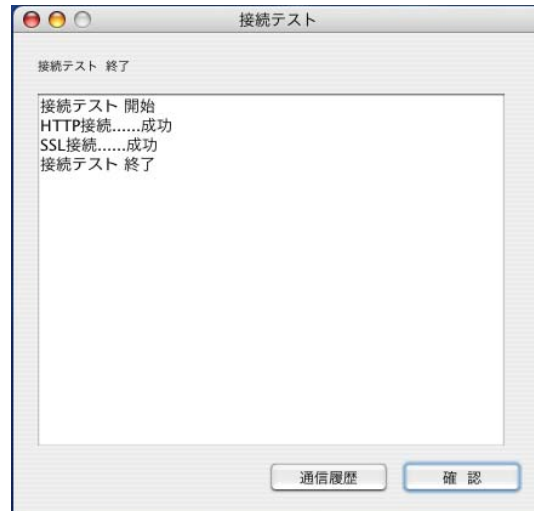 接続テスト
接続テスト 終了
接続テスト 開始
HTTP接続......成功
SSL接続......成功
接続テスト 終了
通信履歴
確 認